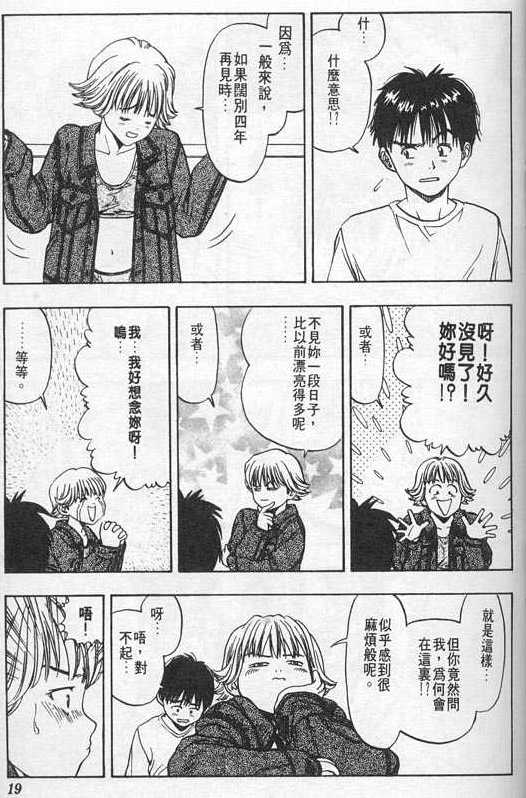 什…
什麼意思!?
因爲…
一般來說，
如果闊別四年
再見時…
呀！好久
沒見了！
妳好嗎!?
或者…
不見妳一段日子，
比以前漂亮得多呢
或者…
我…我好想念妳呀！
嗚…
……等等。
就是這樣…
但你竟然問
我，爲何會
在這裏!?
似乎感到很
麻煩般呢。
呀…
唔，對
不起…
唔！
19